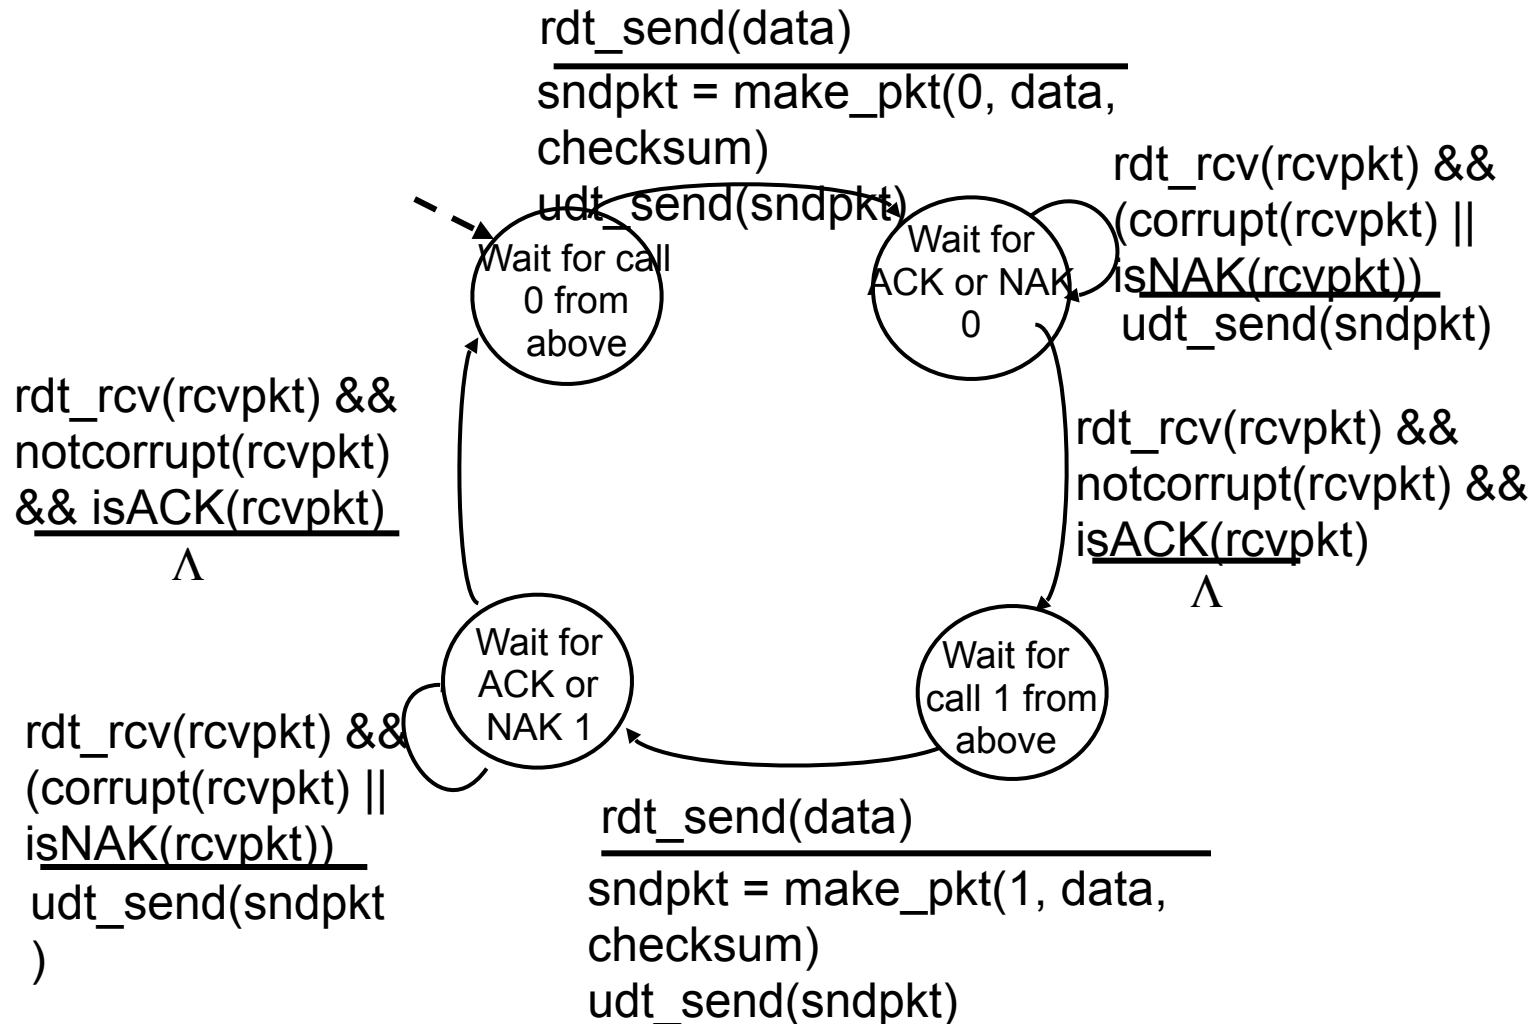 rdt_send(data)
sndpkt = make_pkt(0, data,
checksum)
udt_send(sndpkt)
rdt_rcv(rcvpkt) &&
(corrupt(rcvpkt) ||
isNAK(rcvpkt))
udt_send(sndpkt)
Wait for call
0 from
above
Wait for
ACK or NAK
0
rdt_rcv(rcvpkt) &&
notcorrupt(rcvpkt)
&& isACK(rcvpkt)
Λ
rdt_rcv(rcvpkt) &&
notcorrupt(rcvpkt) &&
isACK(rcvpkt)
Λ
Wait for
ACK or
NAK 1
Wait for
call 1 from
above
rdt_rcv(rcvpkt) &&
(corrupt(rcvpkt) ||
isNAK(rcvpkt))
udt_send(sndpkt
)
rdt_send(data)
sndpkt = make_pkt(1, data,
checksum)
udt_send(sndpkt)